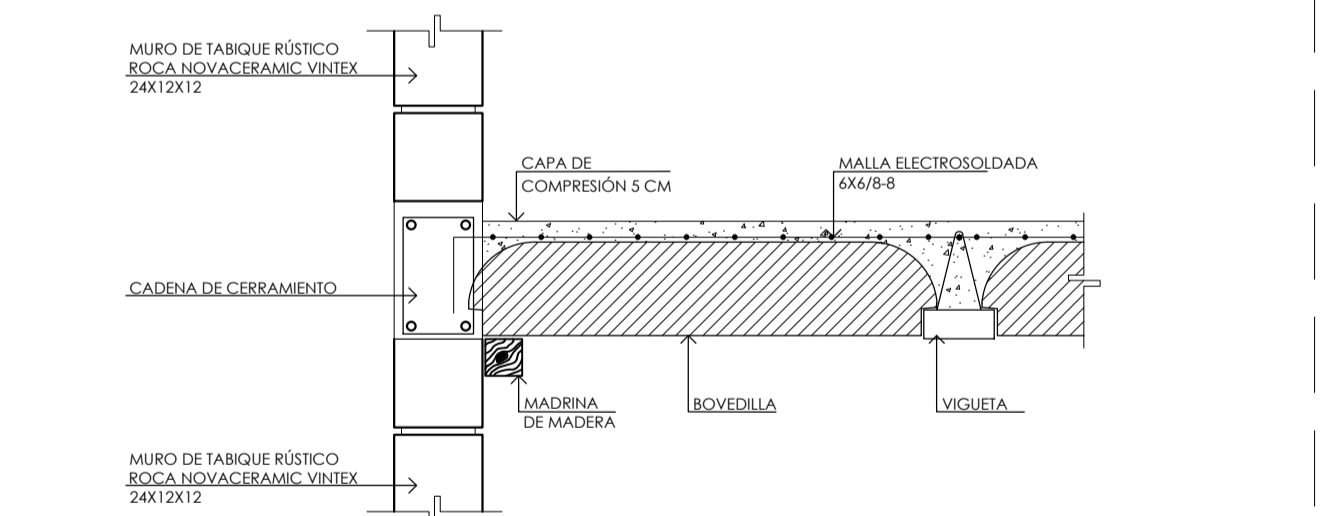 MURO DE TABIQUE RÚSTICO
ROCA NOVACERAMIC VINTEX
24X12X12
CAPA DE
COMPRESIÓN 5 CM
MALLA ELECTROSOLDADA
6X6/8-8
CADENA DE CERRAMIENTO
MADRINA
DE MADERA
BOVEDILLA
VIGUETA
MURO DE TABIQUE RÚSTICO
ROCA NOVACERAMIC VINTEX
24X12X12